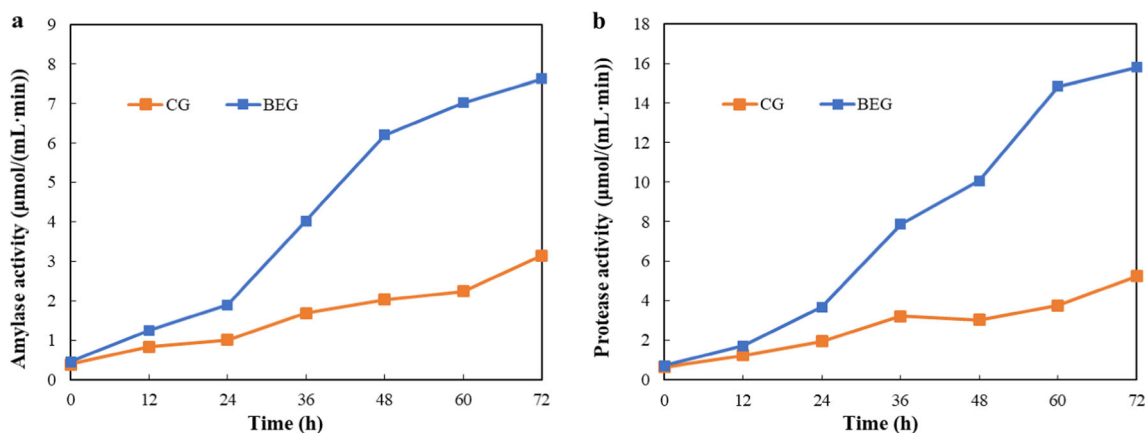 a
Amylase activity (μmol/(mL·min))
9
8
7
6
5
4
3
2
1
0
CG
BEG
0 12 24 36 48 60 72
Time (h)
b
Protease activity (μmol/(mL·min))
18
16
14
12
10
8
6
4
2
0
CG
BEG
0 12 24 36 48 60 72
Time (h)